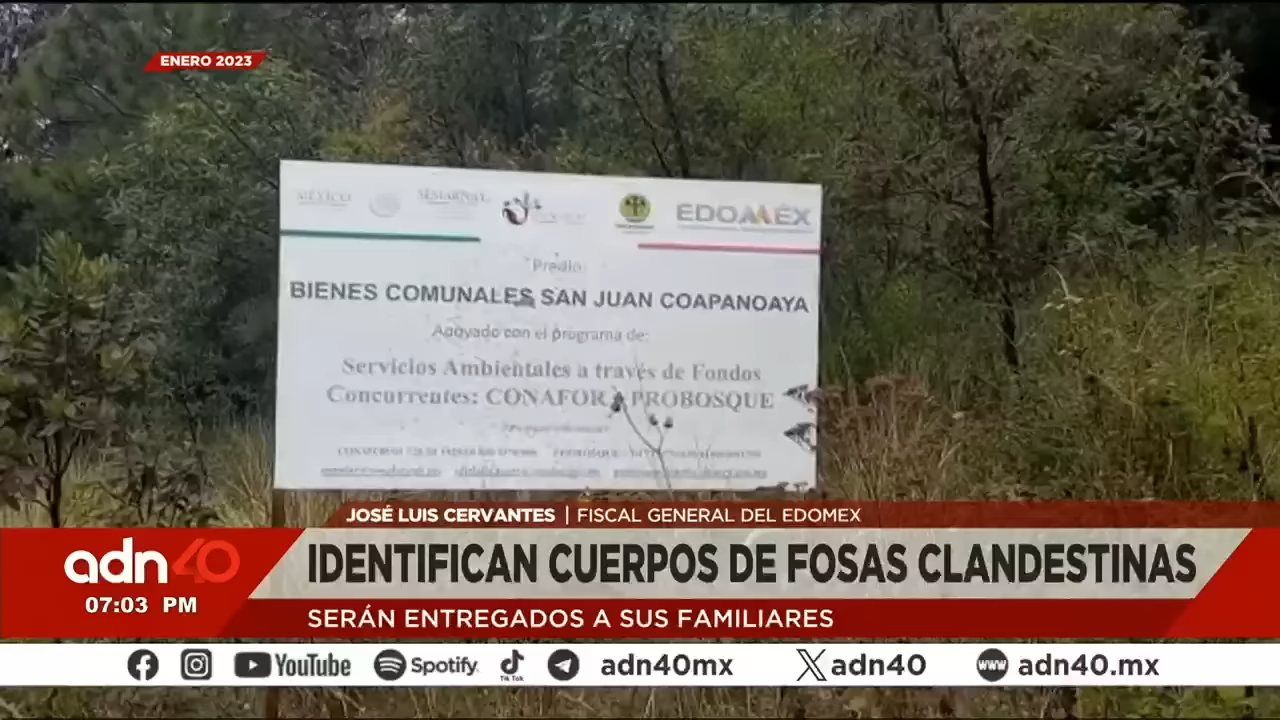 ENERO 2023
MÉXICO SEMARNAT EDOMÉX
Predio:
BIENES COMUNALES SAN JUAN COAPANOAYA
Apoyado con el programa de:
Servicios Ambientales a través de Fondos
Concurrentes: CONAFOR PROBOSQUE
JOSÉ LUIS CERVANTES | FISCAL GENERAL DEL EDOMEX
adn40
IDENTIFICAN CUERPOS DE FOSAS CLANDESTINAS
07:03 PM
SERÁN ENTREGADOS A SUS FAMILIARES
YouTube Spotify TikTok adn40mx X adn40 www adn40.mx